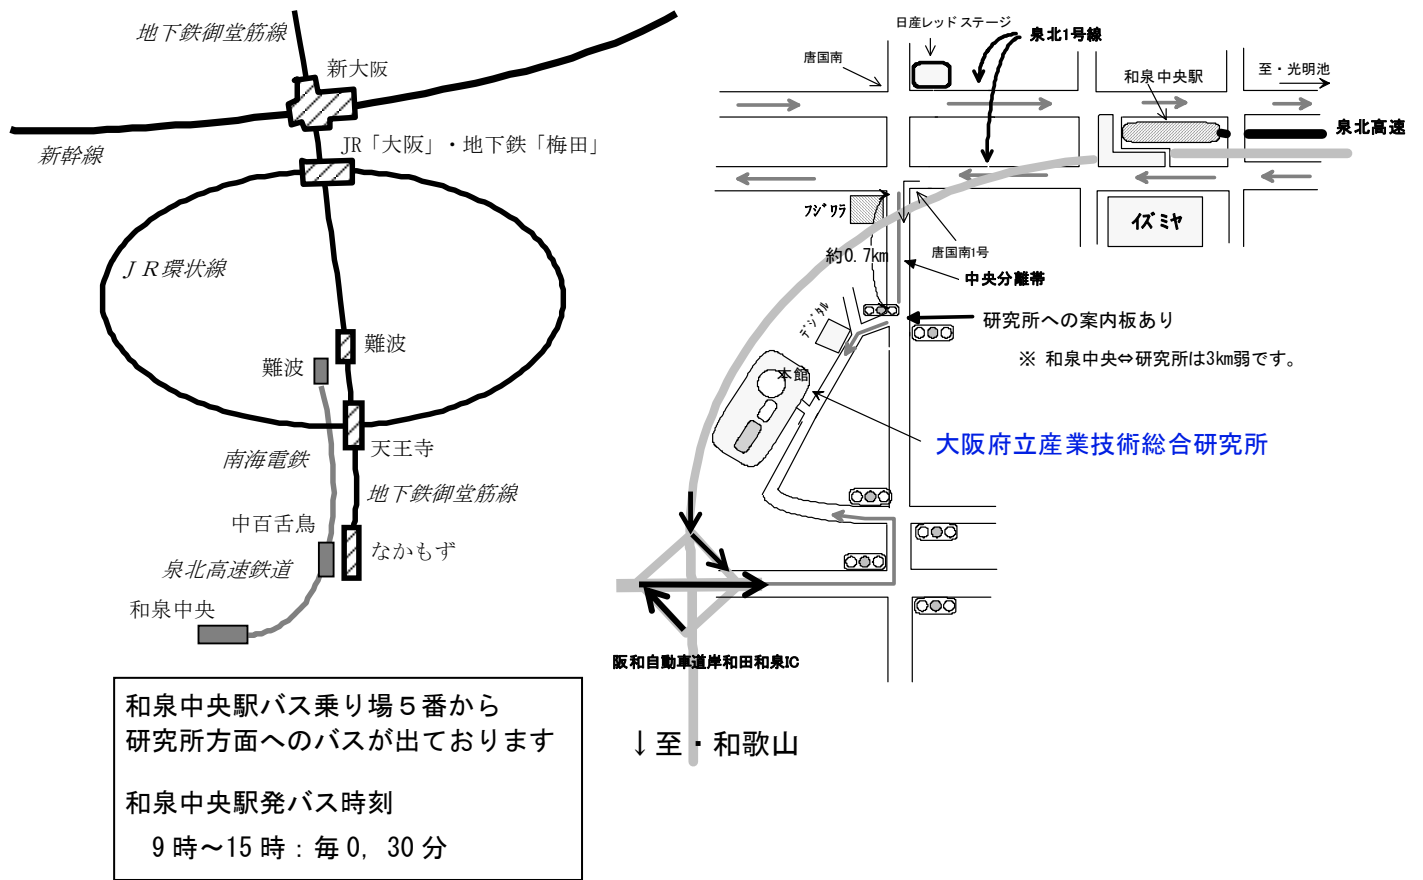 地下鉄御堂筋線
新大阪
新幹線
JR「大阪」・地下鉄「梅田」
ＪＲ環状線
難波
難波
天王寺
南海電鉄
地下鉄御堂筋線
中百舌鳥
なかもず
泉北高速鉄道
和泉中央
和泉中央駅バス乗り場５番から
研究所方面へのバスが出ております
和泉中央駅発バス時刻
9時～15時：毎0, 30分
日産レッドステージ
泉北1号線
唐国南
和泉中央駅
至・光明池
泉北高速
フジワラ
イズミヤ
約0.7km
唐国南1号
中央分離帯
デジタル
研究所への案内板あり
※ 和泉中央⇔研究所は3km弱です。
本館
大阪府立産業技術総合研究所
阪和自動車道岸和田和泉IC
↓至・和歌山